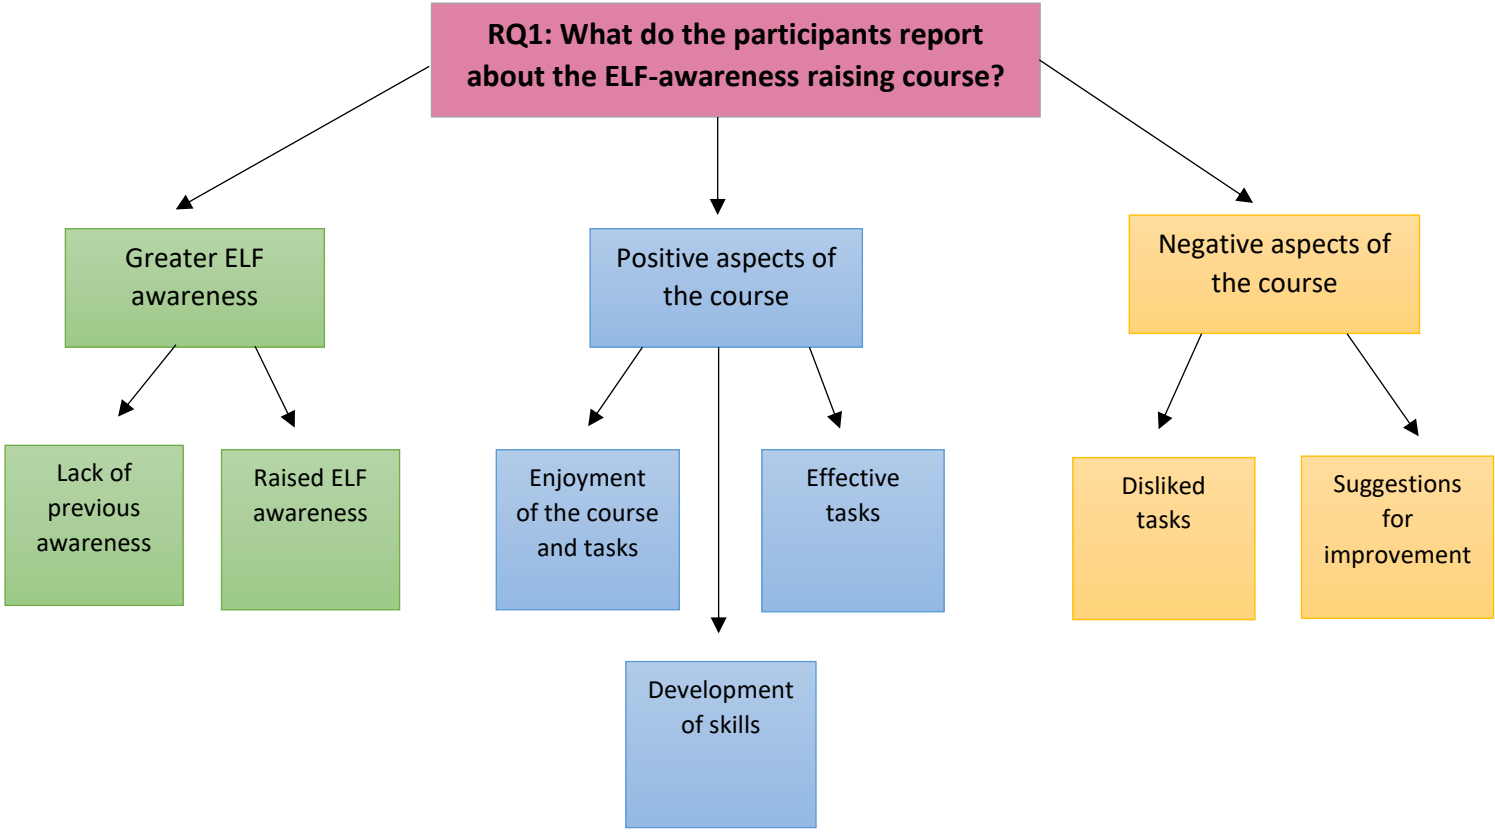 RQ1: What do the participants report
about the ELF-awareness raising course?
Greater ELF
awareness
Positive aspects of
the course
Negative aspects of
the course
Lack of
previous
awareness
Raised ELF
awareness
Enjoyment
of the course
and tasks
Effective
tasks
Disliked
tasks
Suggestions
for
improvement
Development
of skills